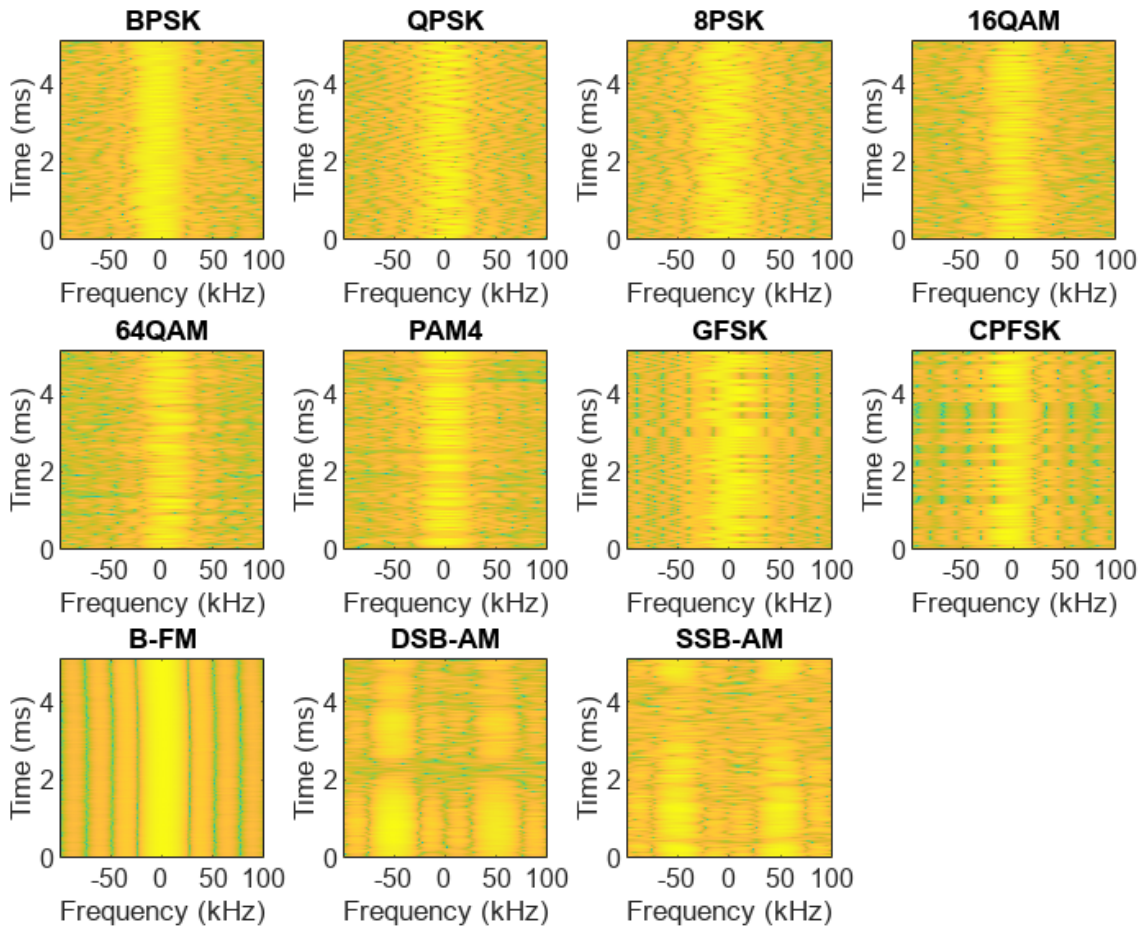 BPSK QPSK 8PSK 16QAM
4 4 4 4
Time (ms) Time (ms) Time (ms) Time (ms)
2 2 2 2
0 0 0 0
-50 0 50 100 -50 0 50 100 -50 0 50 100 -50 0 50 100
Frequency (kHz) Frequency (kHz) Frequency (kHz) Frequency (kHz)
64QAM PAM4 GFSK CPFSK
4 4 4 4
Time (ms) Time (ms) Time (ms) Time (ms)
2 2 2 2
0 0 0 0
-50 0 50 100 -50 0 50 100 -50 0 50 100 -50 0 50 100
Frequency (kHz) Frequency (kHz) Frequency (kHz) Frequency (kHz)
B-FM DSB-AM SSB-AM
4 4 4
Time (ms) Time (ms) Time (ms)
2 2 2
0 0 0
-50 0 50 100 -50 0 50 100 -50 0 50 100
Frequency (kHz) Frequency (kHz) Frequency (kHz)